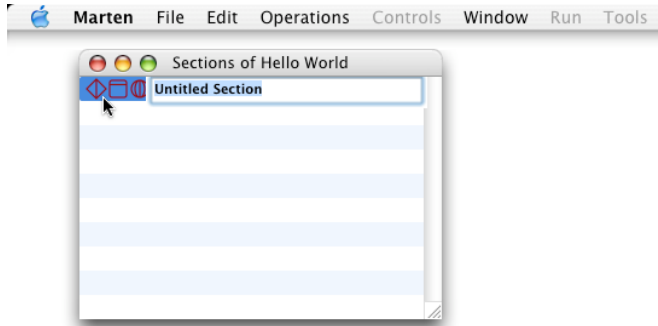 Marten File Edit Operations Controls Window Run Tools
Sections of Hello World
Untitled Section